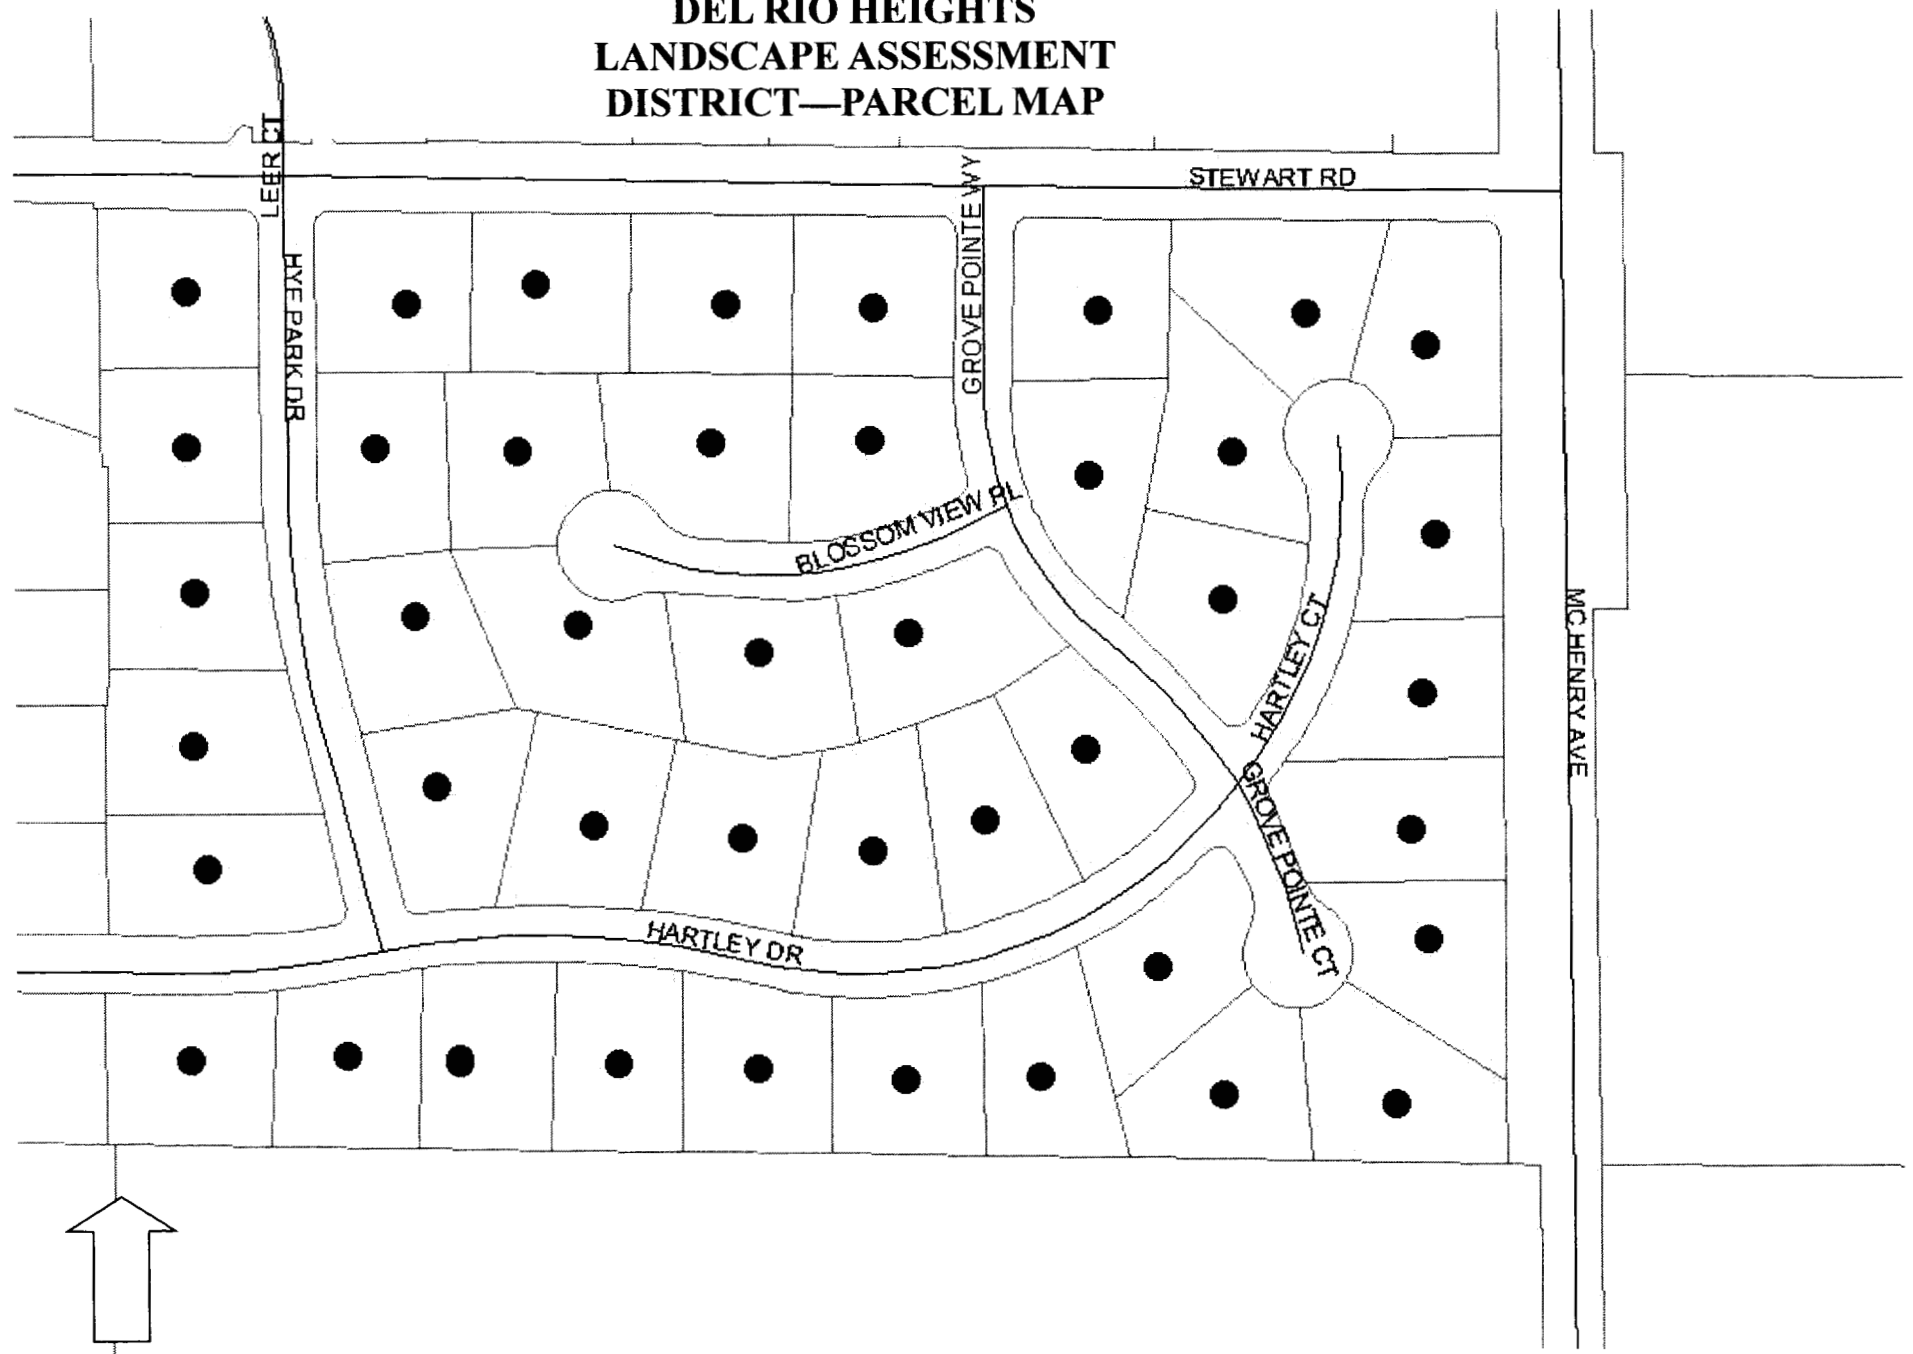 DEL RIO HEIGHTS
LANDSCAPE ASSESSMENT
DISTRICT—PARCEL MAP
LEER CT
STEWART RD
GROVE POINTE WY
HYE PARK DR
BLOSSOM VIEW PL
HARTLEY CT
MC HENRY AVE
GROVE POINTE CT
HARTLEY DR